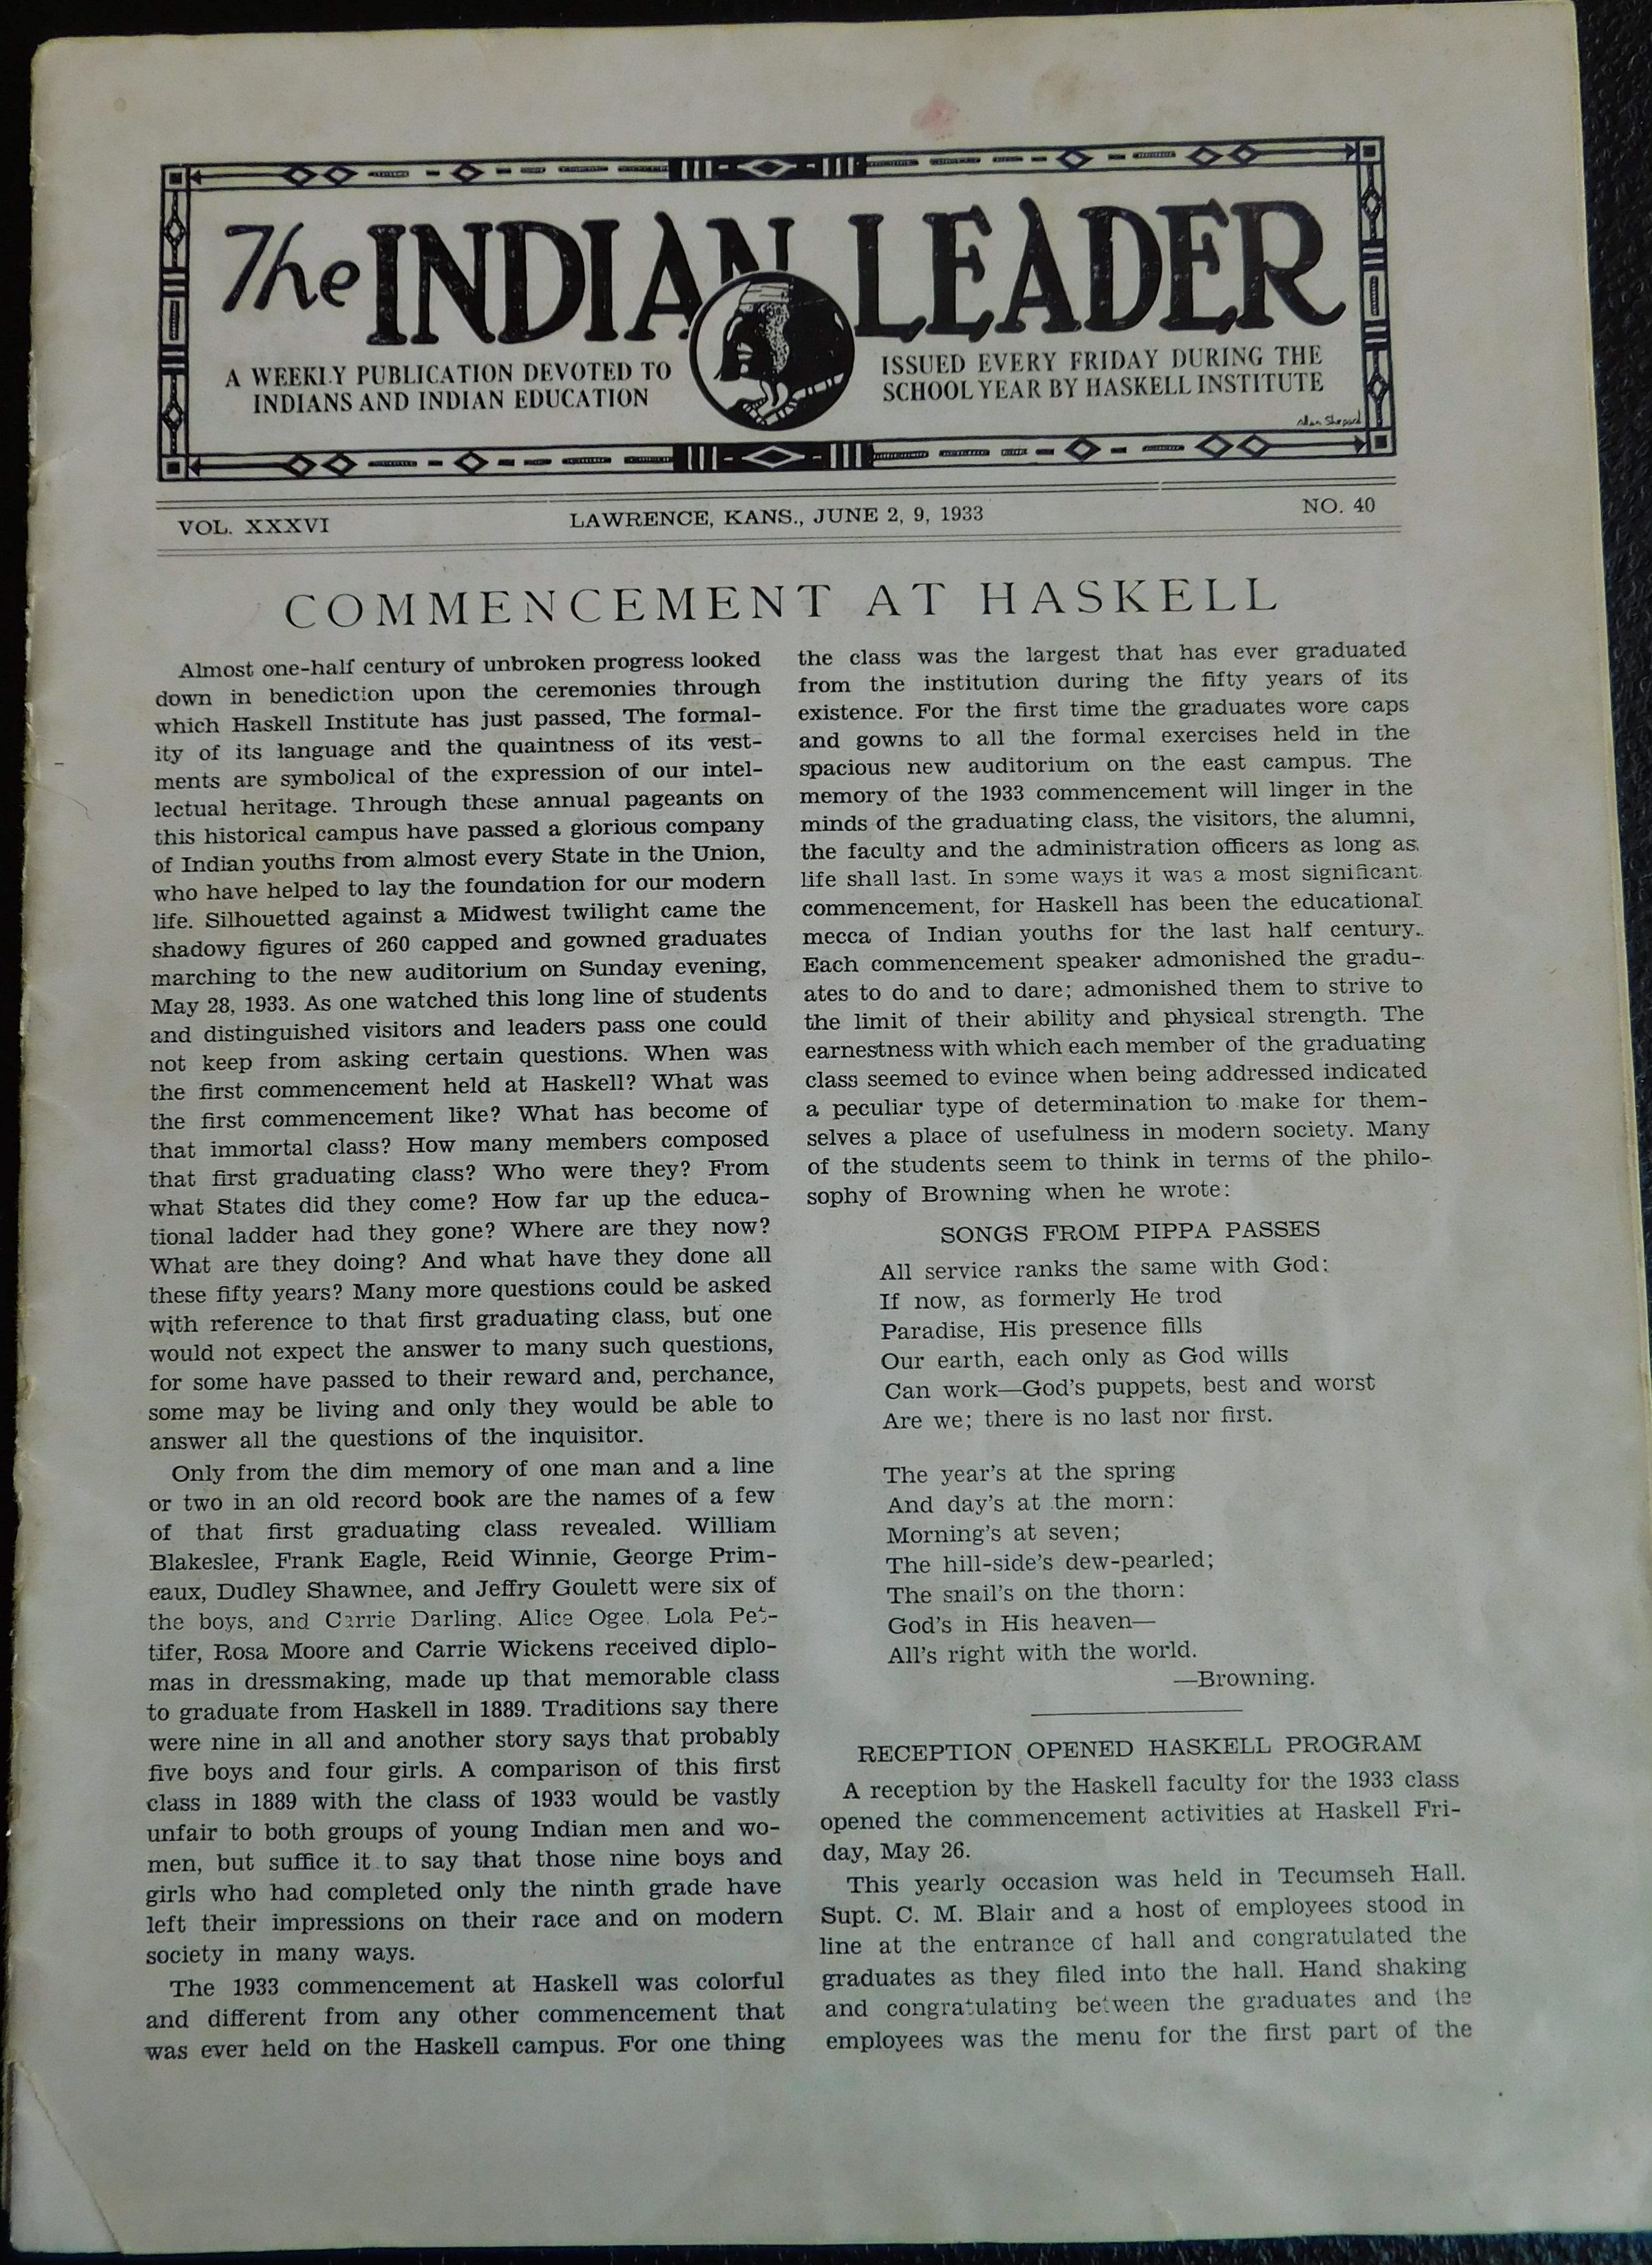 The INDIAN LEADER
A WEEKLY PUBLICATION DEVOTED TO
INDIANS AND INDIAN EDUCATION
ISSUED EVERY FRIDAY DURING THE
SCHOOL YEAR BY HASKELL INSTITUTE
Allen Shepard
VOL. XXXVI
LAWRENCE, KANS., JUNE 2, 9, 1933
NO. 40
COMMENCEMENT AT HASKELL
Almost one-half century of unbroken progress looked
down in benediction upon the ceremonies through
which Haskell Institute has just passed, The formal-
ity of its language and the quaintness of its vest-
ments are symbolical of the expression of our intel-
lectual heritage. Through these annual pageants on
this historical campus have passed a glorious company
of Indian youths from almost every State in the Union,
who have helped to lay the foundation for our modern
life. Silhouetted against a Midwest twilight came the
shadowy figures of 260 capped and gowned graduates
marching to the new auditorium on Sunday evening,
May 28, 1933. As one watched this long line of students
and distinguished visitors and leaders pass one could
not keep from asking certain questions. When was
the first commencement held at Haskell? What was
the first commencement like? What has become of
that immortal class? How many members composed
that first graduating class? Who were they? From
what States did they come? How far up the educa-
tional ladder had they gone? Where are they now?
What are they doing? And what have they done all
these fifty years? Many more questions could be asked
with reference to that first graduating class, but one
would not expect the answer to many such questions,
for some have passed to their reward and, perchance,
some may be living and only they would be able to
answer all the questions of the inquisitor.
Only from the dim memory of one man and a line
or two in an old record book are the names of a few
of that first graduating class revealed. William
Blakeslee, Frank Eagle, Reid Winnie, George Prim-
eaux, Dudley Shawnee, and Jeffry Goulett were six of
the boys, and Carrie Darling, Alice Ogee, Lola Pet-
tifer, Rosa Moore and Carrie Wickens received diplo-
mas in dressmaking, made up that memorable class
to graduate from Haskell in 1889. Traditions say there
were nine in all and another story says that probably
five boys and four girls. A comparison of this first
class in 1889 with the class of 1933 would be vastly
unfair to both groups of young Indian men and wo-
men, but suffice it to say that those nine boys and
girls who had completed only the ninth grade have
left their impressions on their race and on modern
society in many ways.
The 1933 commencement at Haskell was colorful
and different from any other commencement that
was ever held on the Haskell campus. For one thing
the class was the largest that has ever graduated
from the institution during the fifty years of its
existence. For the first time the graduates wore caps
and gowns to all the formal exercises held in the
spacious new auditorium on the east campus. The
memory of the 1933 commencement will linger in the
minds of the graduating class, the visitors, the alumni,
the faculty and the administration officers as long as
life shall last. In some ways it was a most significant
commencement, for Haskell has been the educational
mecca of Indian youths for the last half century.
Each commencement speaker admonished the gradu-
ates to do and to dare; admonished them to strive to
the limit of their ability and physical strength. The
earnestness with which each member of the graduating
class seemed to evince when being addressed indicated
a peculiar type of determination to make for them-
selves a place of usefulness in modern society. Many
of the students seem to think in terms of the philo-
sophy of Browning when he wrote:
SONGS FROM PIPPA PASSES
All service ranks the same with God:
If now, as formerly He trod
Paradise, His presence fills
Our earth, each only as God wills
Can work—God's puppets, best and worst
Are we; there is no last nor first.
The year's at the spring
And day's at the morn:
Morning's at seven;
The hill-side's dew-pearled;
The snail's on the thorn:
God's in His heaven—
All's right with the world.
—Browning.
RECEPTION OPENED HASKELL PROGRAM
A reception by the Haskell faculty for the 1933 class
opened the commencement activities at Haskell Fri-
day, May 26.
This yearly occasion was held in Tecumseh Hall.
Supt. C. M. Blair and a host of employees stood in
line at the entrance of hall and congratulated the
graduates as they filed into the hall. Hand shaking
and congratulating between the graduates and the
employees was the menu for the first part of the